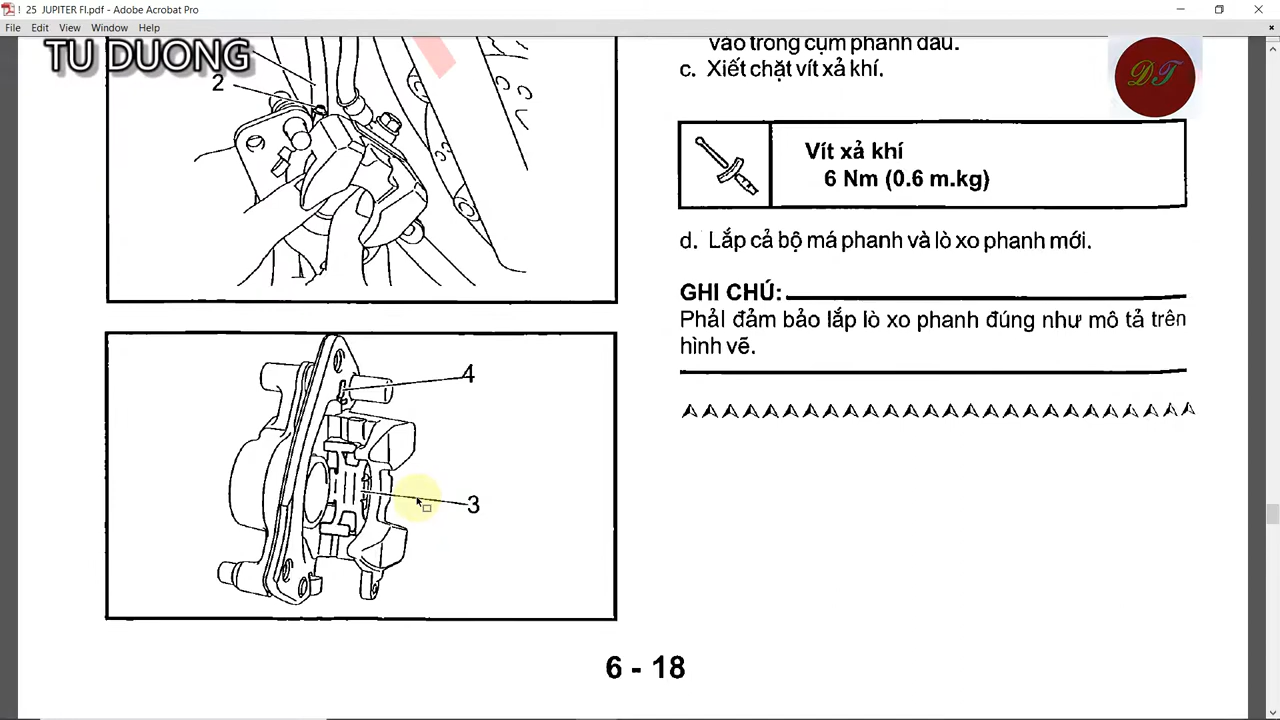 ! 25 JUPITER FI.pdf - Adobe Acrobat Pro
File Edit View Window Help
TU DUONG
DT
2
vào trong cụm phanh dầu.
c. Xiết chặt vít xả khí.
Vít xả khí
6 Nm (0.6 m.kg)
d. Lắp cả bộ má phanh và lò xo phanh mới.
GHI CHÚ:
Phải đảm bảo lắp lò xo phanh đúng như mô tả trên
hình vẽ.
4
3
6 - 18